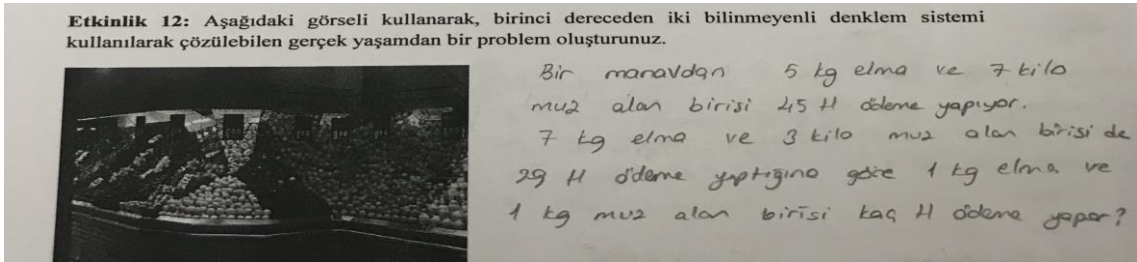 Etkinlik 12: Aşağıdaki görseli kullanarak, birinci dereceden iki bilinmeyenli denklem sistemi
kullanılarak çözülebilen gerçek yaşamdan bir problem oluşturunuz.
Bir manavdan 5 kg elma ve 7 kilo
muz alan birisi 45 tl ödeme yapıyor.
7 kg elma ve 3 kilo muz alan birisi de
29 tl ödeme yaptığına göre 1 kg elma ve
1 kg muz alan birisi kaç tl ödeme yapar?